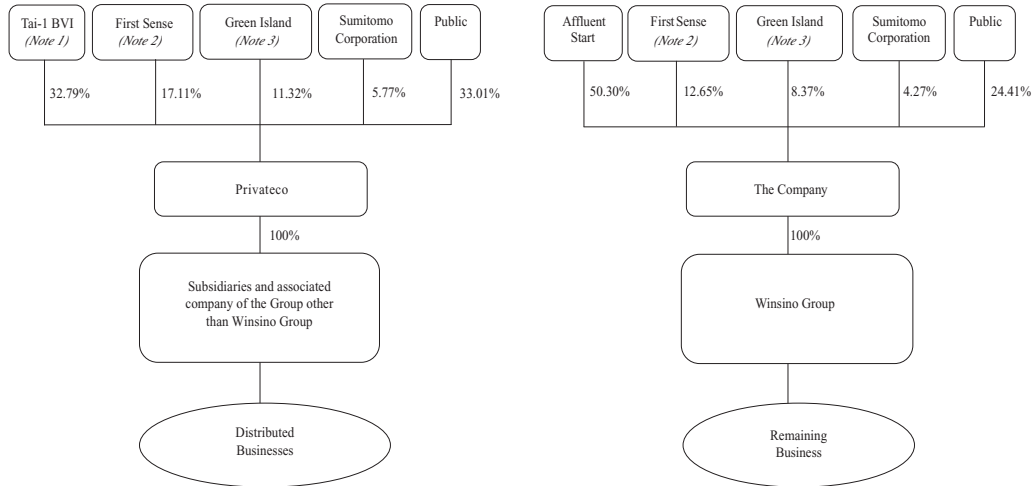 Tai-1 BVI
(Note 1)
First Sense
(Note 2)
Green Island
(Note 3)
Sumitomo
Corporation
Public
32.79%
17.11%
11.32%
5.77%
33.01%
Privateco
100%
Subsidiaries and associated
company of the Group other
than Winsino Group
Distributed
Businesses
Affluent
Start
First Sense
(Note 2)
Green Island
(Note 3)
Sumitomo
Corporation
Public
50.30%
12.65%
8.37%
4.27%
24.41%
The Company
100%
Winsino Group
Remaining
Business